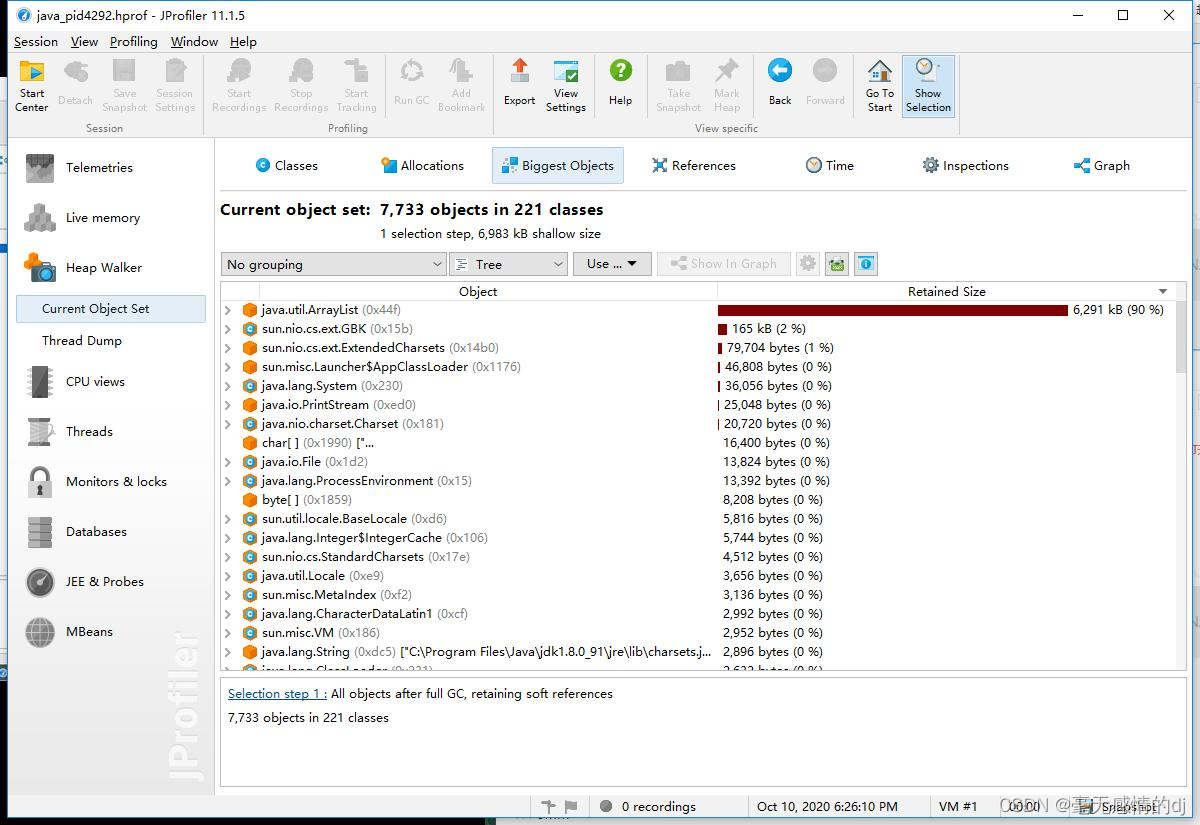 java_pid4292.hprof - JProfiler 11.1.5
Session View Profiling Window Help
Start Center
Detach
Save Snapshot
Session Settings
Start Recordings
Stop Recordings
Start Tracking
Run GC
Add Bookmark
Export
View Settings
Help
Take Snapshot
Mark Heap
Back
Forward
Go To Start
Show Selection
Session
Profiling
View specific
Telemetries
Live memory
Heap Walker
Current Object Set
Thread Dump
CPU views
Threads
Monitors & locks
Databases
JEE & Probes
MBeans
JProfiler
Classes Allocations Biggest Objects References Time Inspections Graph
Current object set: 7,733 objects in 221 classes
1 selection step, 6,983 kB shallow size
No grouping Tree Use ... Show In Graph
Object Retained Size
java.util.ArrayList (0x44f) 6,291 kB (90 %)
sun.nio.cs.ext.GBK (0x15b) 165 kB (2 %)
sun.nio.cs.ext.ExtendedCharsets (0x14b0) 79,704 bytes (1 %)
sun.misc.Launcher$AppClassLoader (0x1176) 46,808 bytes (0 %)
java.lang.System (0x230) 36,056 bytes (0 %)
java.io.PrintStream (0xed0) 25,048 bytes (0 %)
java.nio.charset.Charset (0x181) 20,720 bytes (0 %)
char[ ] (0x1990) ["... 16,400 bytes (0 %)
java.io.File (0x1d2) 13,824 bytes (0 %)
java.lang.ProcessEnvironment (0x15) 13,392 bytes (0 %)
byte[ ] (0x1859) 8,208 bytes (0 %)
sun.util.locale.BaseLocale (0xd6) 5,816 bytes (0 %)
java.lang.Integer$IntegerCache (0x106) 5,744 bytes (0 %)
sun.nio.cs.StandardCharsets (0x17e) 4,512 bytes (0 %)
java.util.Locale (0xe9) 3,656 bytes (0 %)
sun.misc.MetaIndex (0xf2) 3,136 bytes (0 %)
java.lang.CharacterDataLatin1 (0xcf) 2,992 bytes (0 %)
sun.misc.VM (0x186) 2,952 bytes (0 %)
java.lang.String (0xdc5) ["C:\Program Files\Java\jdk1.8.0_91\jre\lib\charsets.j... 2,896 bytes (0 %)
Selection step 1 : All objects after full GC, retaining soft references
7,733 objects in 221 classes
0 recordings Oct 10, 2020 6:26:10 PM VM #1 00:00 Snapshot
CSDN @毫无感情的dj